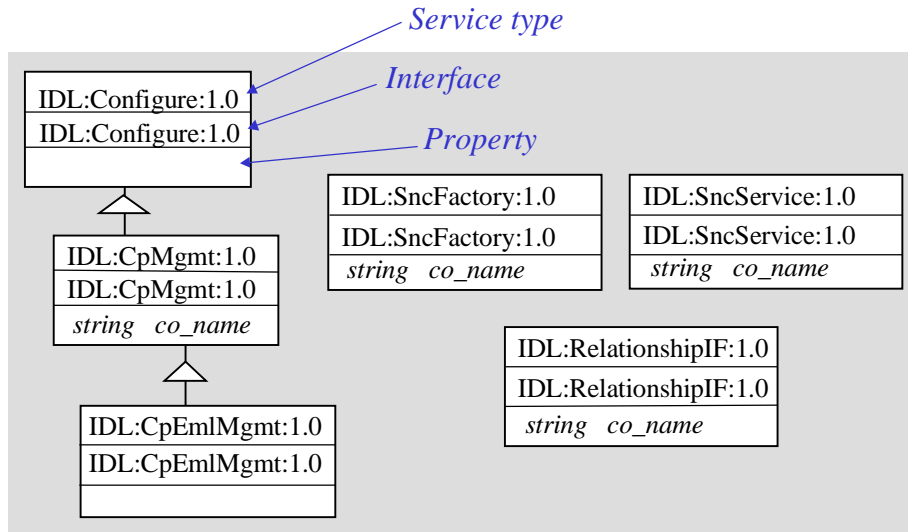 Service type
Interface
Property
IDL:Configure:1.0
IDL:Configure:1.0
IDL:CpMgmt:1.0
IDL:CpMgmt:1.0
string co_name
IDL:CpEmlMgmt:1.0
IDL:CpEmlMgmt:1.0
IDL:SncFactory:1.0
IDL:SncFactory:1.0
string co_name
IDL:SncService:1.0
IDL:SncService:1.0
string co_name
IDL:RelationshipIF:1.0
IDL:RelationshipIF:1.0
string co_name